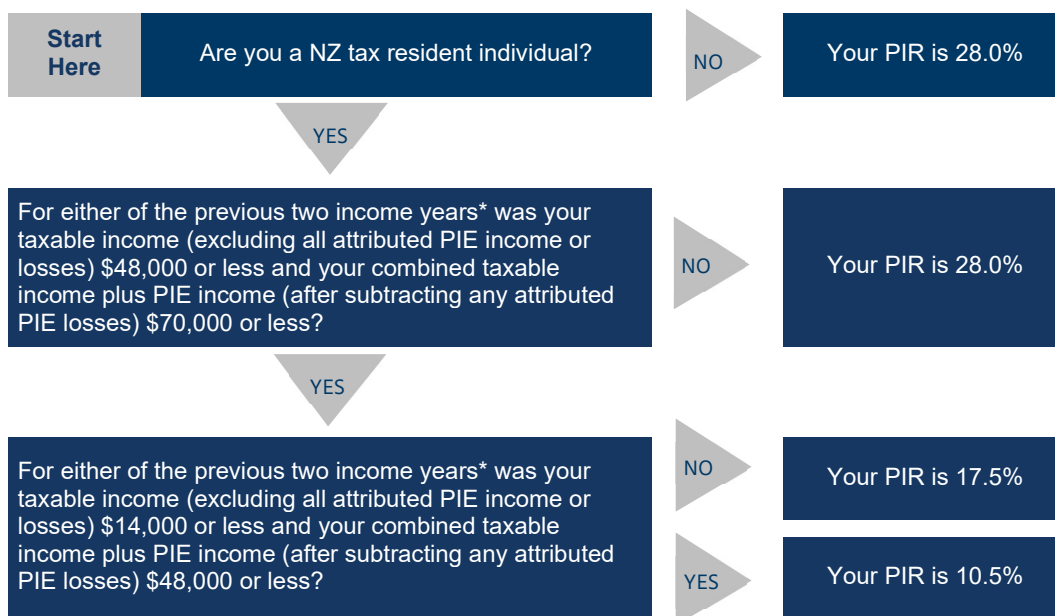 Start
Here
Are you a NZ tax resident individual?
NO
Your PIR is 28.0%
YES
For either of the previous two income years* was your
taxable income (excluding all attributed PIE income or
losses) $48,000 or less and your combined taxable
income plus PIE income (after subtracting any attributed
PIE losses) $70,000 or less?
NO
Your PIR is 28.0%
YES
For either of the previous two income years* was your
taxable income (excluding all attributed PIE income or
losses) $14,000 or less and your combined taxable
income plus PIE income (after subtracting any attributed
PIE losses) $48,000 or less?
NO
Your PIR is 17.5%
YES
Your PIR is 10.5%